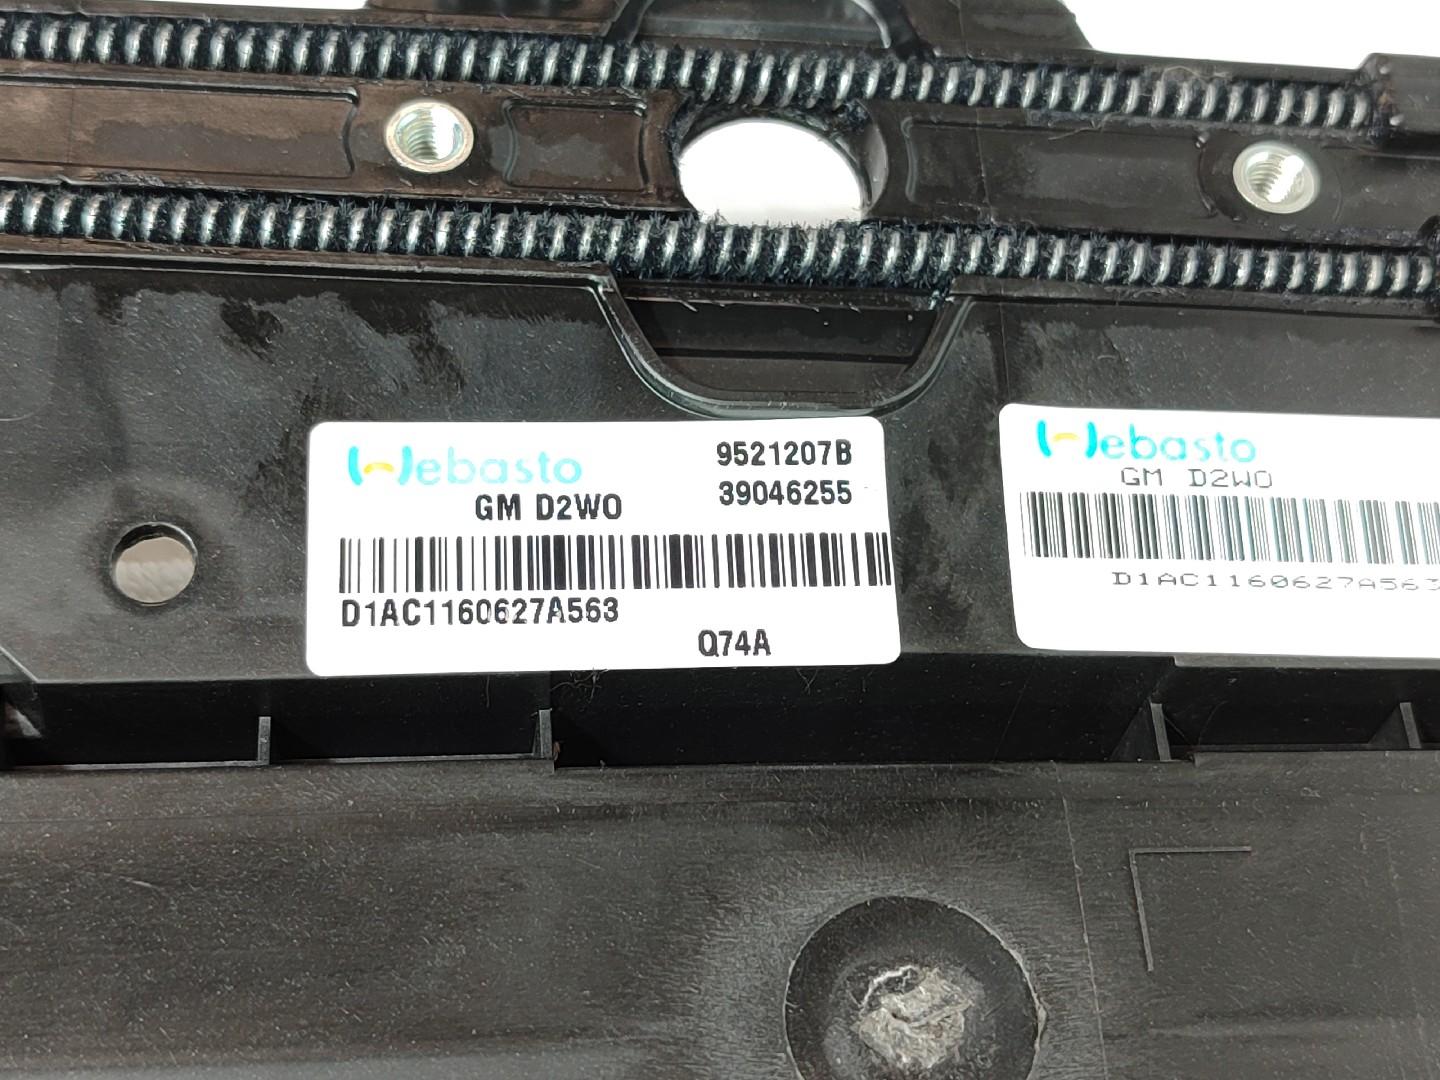 Webasto
9521207B
GM D2WO
39046255
D1AC1160627A563
Q74A
Webasto
GM D2WO
D1AC1160627A563